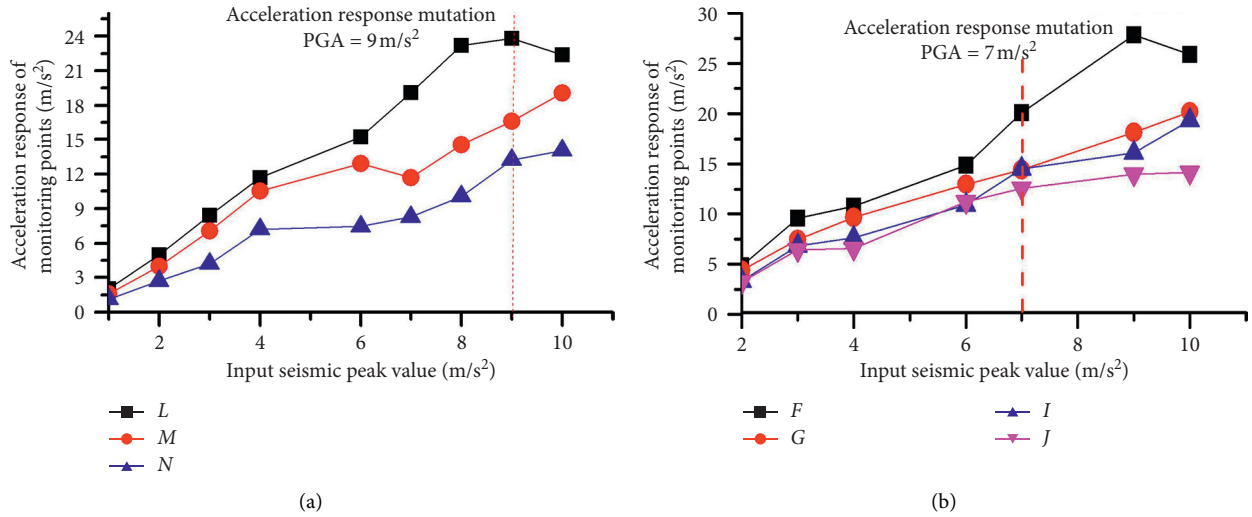 Acceleration response mutation
PGA = 9 m/s²
24
21
18
15
12
9
6
3
0
Acceleration response of
monitoring points (m/s²)
2
4
6
8
10
Input seismic peak value (m/s²)
L
M
N
(a)
Acceleration response mutation
PGA = 7 m/s²
30
25
20
15
10
5
0
Acceleration response of
monitoring points (m/s²)
2
4
6
8
10
Input seismic peak value (m/s²)
F
G
I
J
(b)